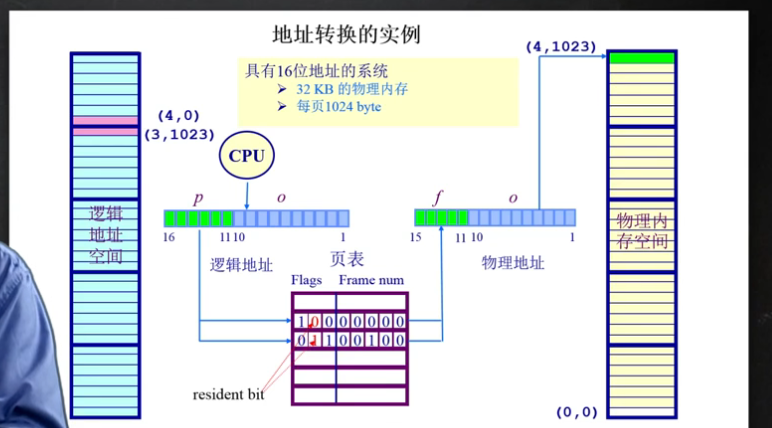 地址转换的实例
具有16位地址的系统
➢ 32 KB 的物理内存
➢ 每页1024 byte
(4,1023)
(4,0)
(3,1023)
CPU
p o
f o
16 11 10 1
15 11 10 1
逻辑
地址
空间
逻辑地址
页表
物理地址
物理内
存空间
Flags Frame num
1 0 0 0 0 0 0 0
0 1 1 0 0 1 0 0
resident bit
(0,0)